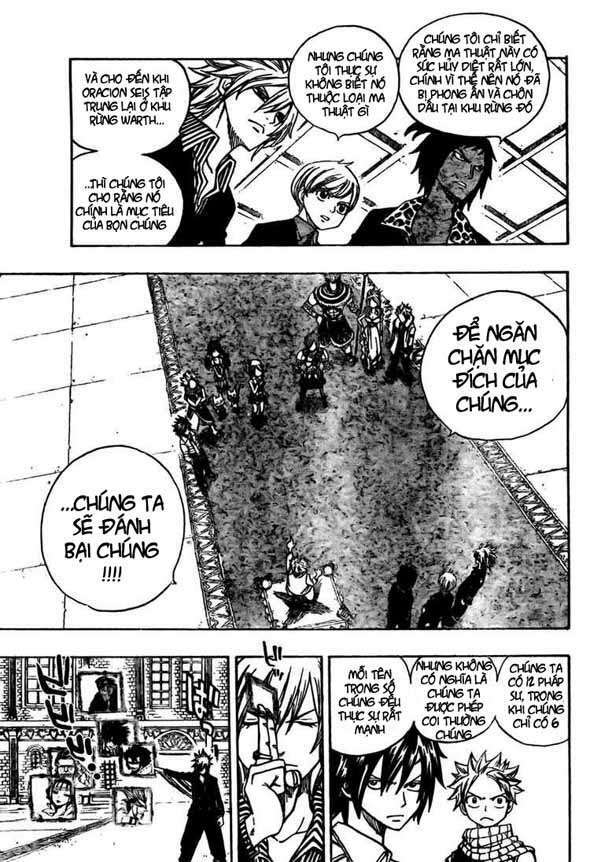 CHÚNG TÔI CHỈ BIẾT
RẰNG MA THUẬT NÀY CÓ
SỨC HỦY DIỆT RẤT LỚN,
CHÍNH VÌ THẾ NÊN NÓ ĐÃ
BỊ PHONG ẤN VÀ CHÔN
DẤU TẠI KHU RỪNG ĐÓ
NHƯNG CHÚNG
TÔI THỰC SỰ
KHÔNG BIẾT NÓ
THUỘC LOẠI MA
THUẬT GÌ
VÀ CHO ĐẾN KHI
ORACION SEIS TẬP
TRUNG LẠI Ở KHU
RỪNG WARTH...
...THÌ CHÚNG TÔI
CHO RẰNG NÓ
CHÍNH LÀ MỤC TIÊU
CỦA BỌN CHÚNG
ĐỂ NGĂN
CHẶN MỤC
ĐÍCH CỦA
CHÚNG...
...CHÚNG TA
SẼ ĐÁNH
BẠI CHÚNG
!!!!
CHÚNG TA
CÓ 12 PHÁP
SƯ, TRONG
KHI CHÚNG
CHỈ CÓ 6
NHƯNG KHÔNG
CÓ NGHĨA LÀ
CHÚNG TA
ĐƯỢC PHÉP
COI THƯỜNG
CHÚNG
MỖI TÊN
TRONG SỐ
CHÚNG ĐỀU
THỰC SỰ RẤT
MẠNH